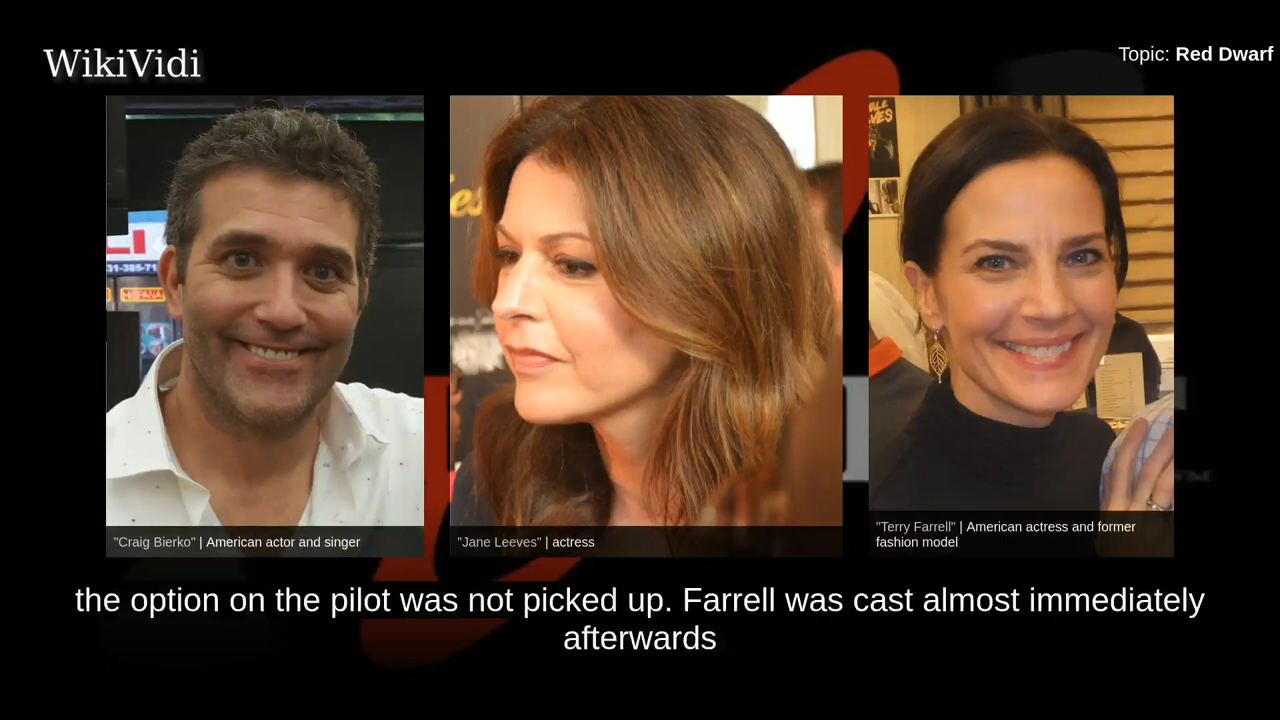 WikiVidi
Topic: Red Dwarf
"Craig Bierko" | American actor and singer
"Jane Leeves" | actress
"Terry Farrell" | American actress and former
fashion model
the option on the pilot was not picked up. Farrell was cast almost immediately
afterwards